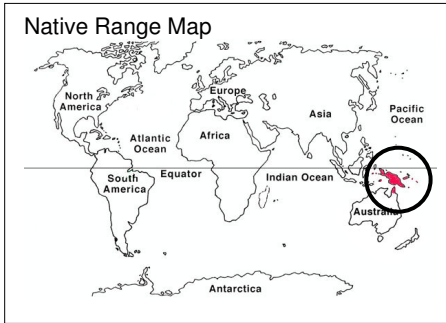 Native Range Map
Europe
North
America
Asia
Pacific
Ocean
Atlantic
Ocean
Africa
South
America
Equator
Indian Ocean
Australia
Antarctica